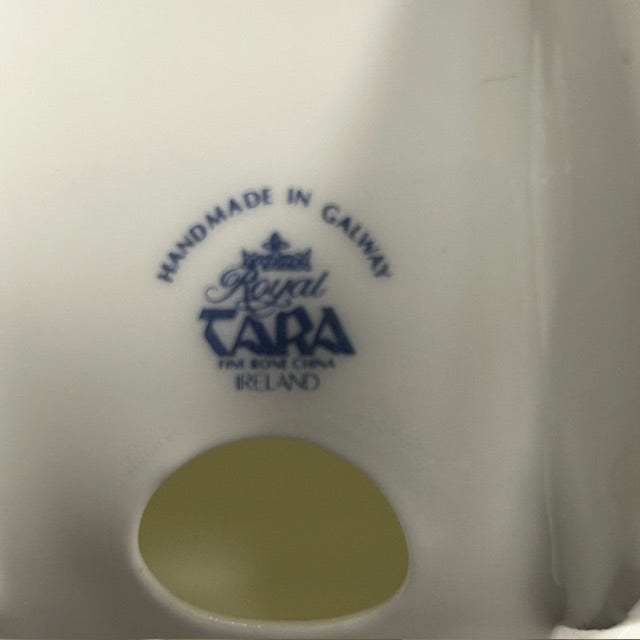 HANDMADE IN GALWAY
Royal
TARA
FINE BONE CHINA
IRELAND